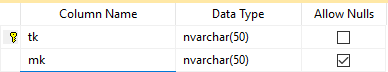 Column Name Data Type Allow Nulls
tk nvarchar(50)
mk nvarchar(50)